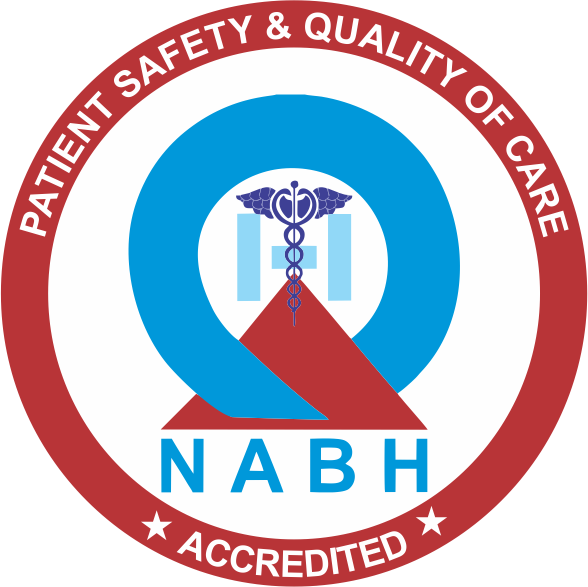 PATIENT SAFETY & QUALITY OF CARE
H
NABH
ACCREDITED